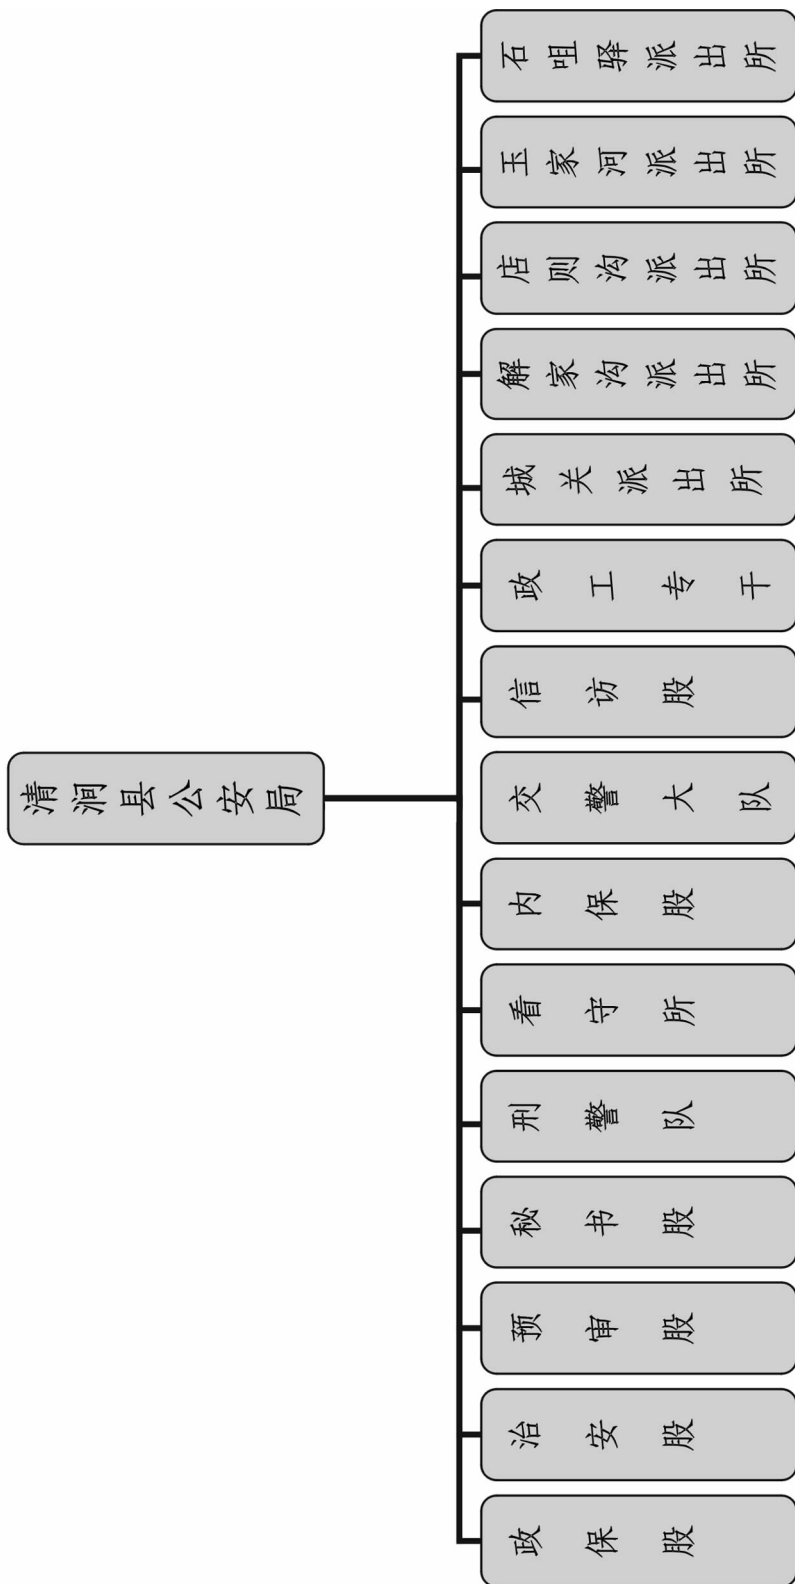 清涧县公安局
政保股
治安股
预审股
秘书股
刑警队
看守所
内保股
交警大队
信访股
政工专干
城关派出所
解家沟派出所
店则沟派出所
玉家河派出所
石咀驿派出所